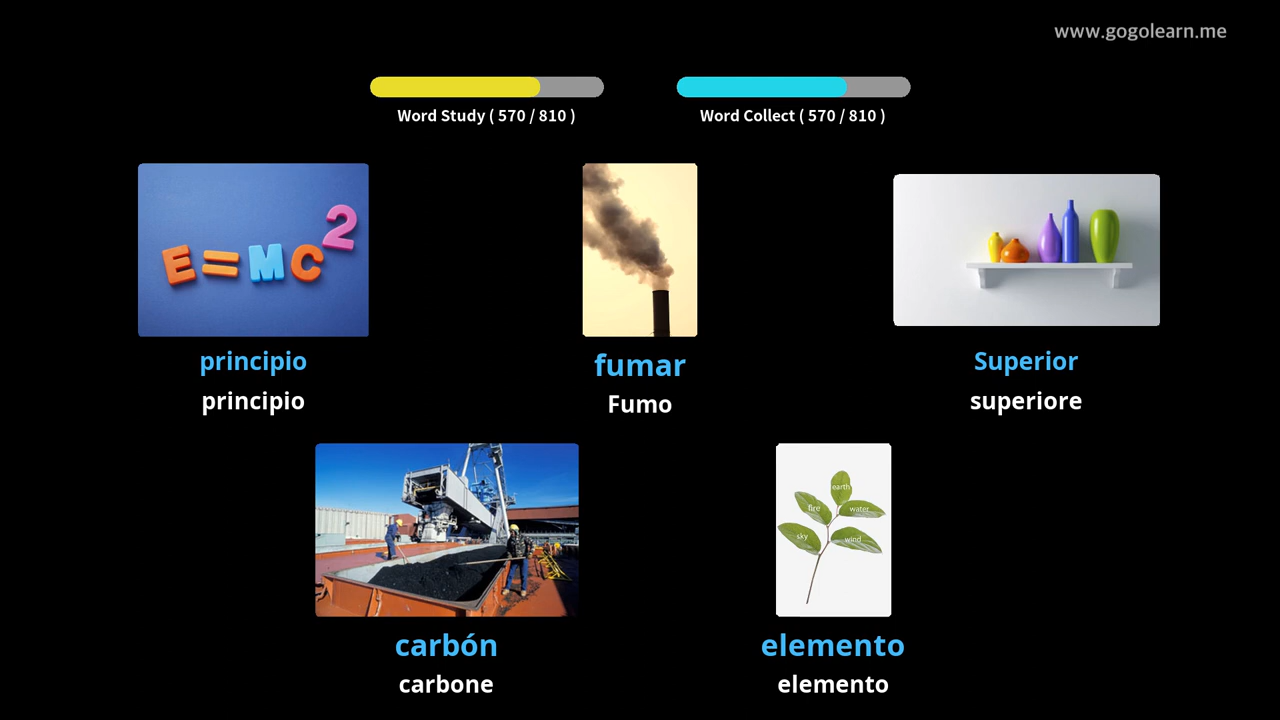 www.gogolearn.me
Word Study ( 570 / 810 )
Word Collect ( 570 / 810 )
E=MC2
principio
principio
fumar
Fumo
Superior
superiore
earth
fire
water
sky
wind
carbón
carbone
elemento
elemento